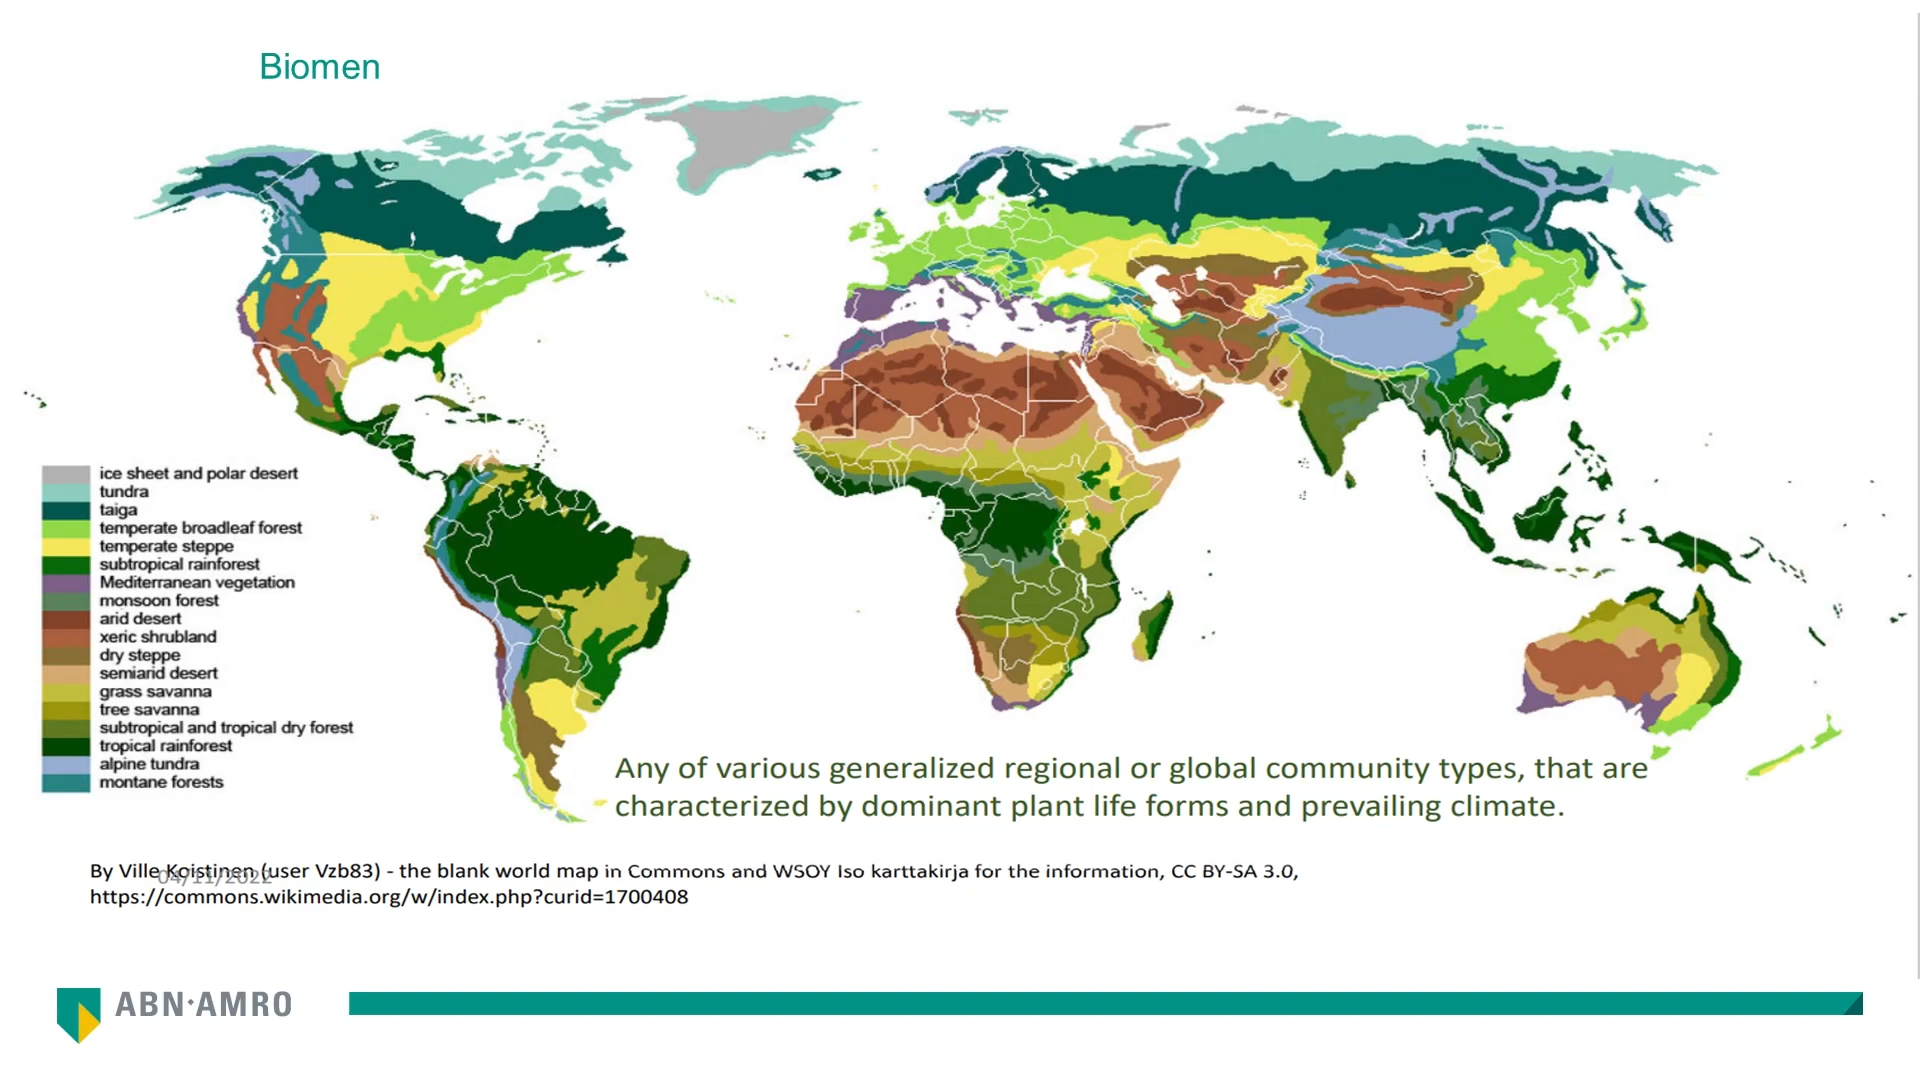 Biomen
ice sheet and polar desert
tundra
taiga
temperate broadleaf forest
temperate steppe
subtropical rainforest
Mediterranean vegetation
monsoon forest
arid desert
xeric shrubland
dry steppe
semiarid desert
grass savanna
tree savanna
subtropical and tropical dry forest
tropical rainforest
alpine tundra
montane forests
Any of various generalized regional or global community types, that are
characterized by dominant plant life forms and prevailing climate.
By Ville Koistinen (user Vzb83) - the blank world map in Commons and WSOY Iso karttakirja for the information, CC BY-SA 3.0,
04/11/2022
https://commons.wikimedia.org/w/index.php?curid=1700408
ABN·AMRO